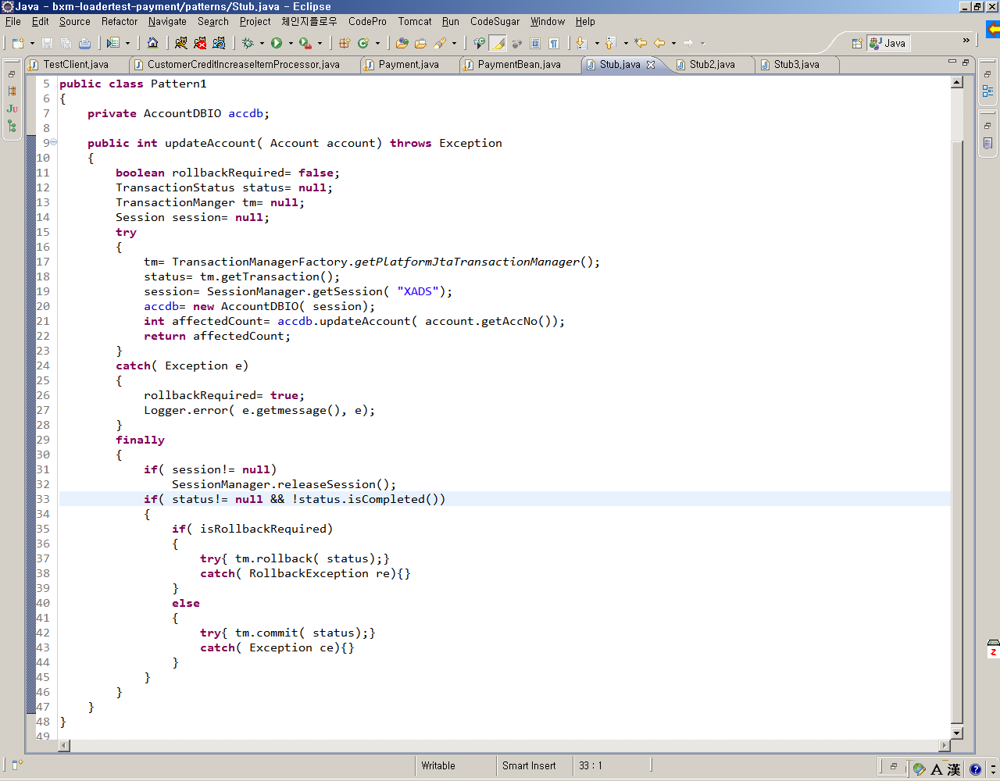 Java - bxm-loadertest-payment/patterns/Stub.java - Eclipse
File Edit Source Refactor Navigate Search Project 체인지플로우 CodePro Tomcat Run CodeSugar Window Help
Java
TestClient.java CustomerCreditIncreaseItemProcessor.java Payment.java PaymentBean.java Stub.java Stub2.java Stub3.java
5 public class Pattern1
6 {
7     private AccountDBIO accdb;
8
9     public int updateAccount( Account account) throws Exception
10     {
11         boolean rollbackRequired= false;
12         TransactionStatus status= null;
13         TransactionManger tm= null;
14         Session session= null;
15         try
16         {
17             tm= TransactionManagerFactory.getPlatformJtaTransactionManager();
18             status= tm.getTransaction();
19             session= SessionManager.getSession( "XADS");
20             accdb= new AccountDBIO( session);
21             int affectedCount= accdb.updateAccount( account.getAccNo());
22             return affectedCount;
23         }
24         catch( Exception e)
25         {
26             rollbackRequired= true;
27             Logger.error( e.getmessage(), e);
28         }
29         finally
30         {
31             if( session!= null)
32                 SessionManager.releaseSession();
33             if( status!= null && !status.isCompleted())
34             {
35                 if( isRollbackRequired)
36                 {
37                     try{ tm.rollback( status);}
38                     catch( RollbackException re){}
39                 }
40                 else
41                 {
42                     try{ tm.commit( status);}
43                     catch( Exception ce){}
44                 }
45             }
46         }
47     }
48 }
49
Writable Smart Insert 33 : 1
A 漢